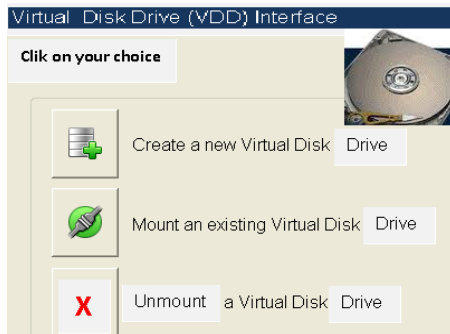 Virtual Disk Drive (VDD) Interface
Clik on your choice
Create a new Virtual Disk Drive
Mount an existing Virtual Disk Drive
X Unmount a Virtual Disk Drive